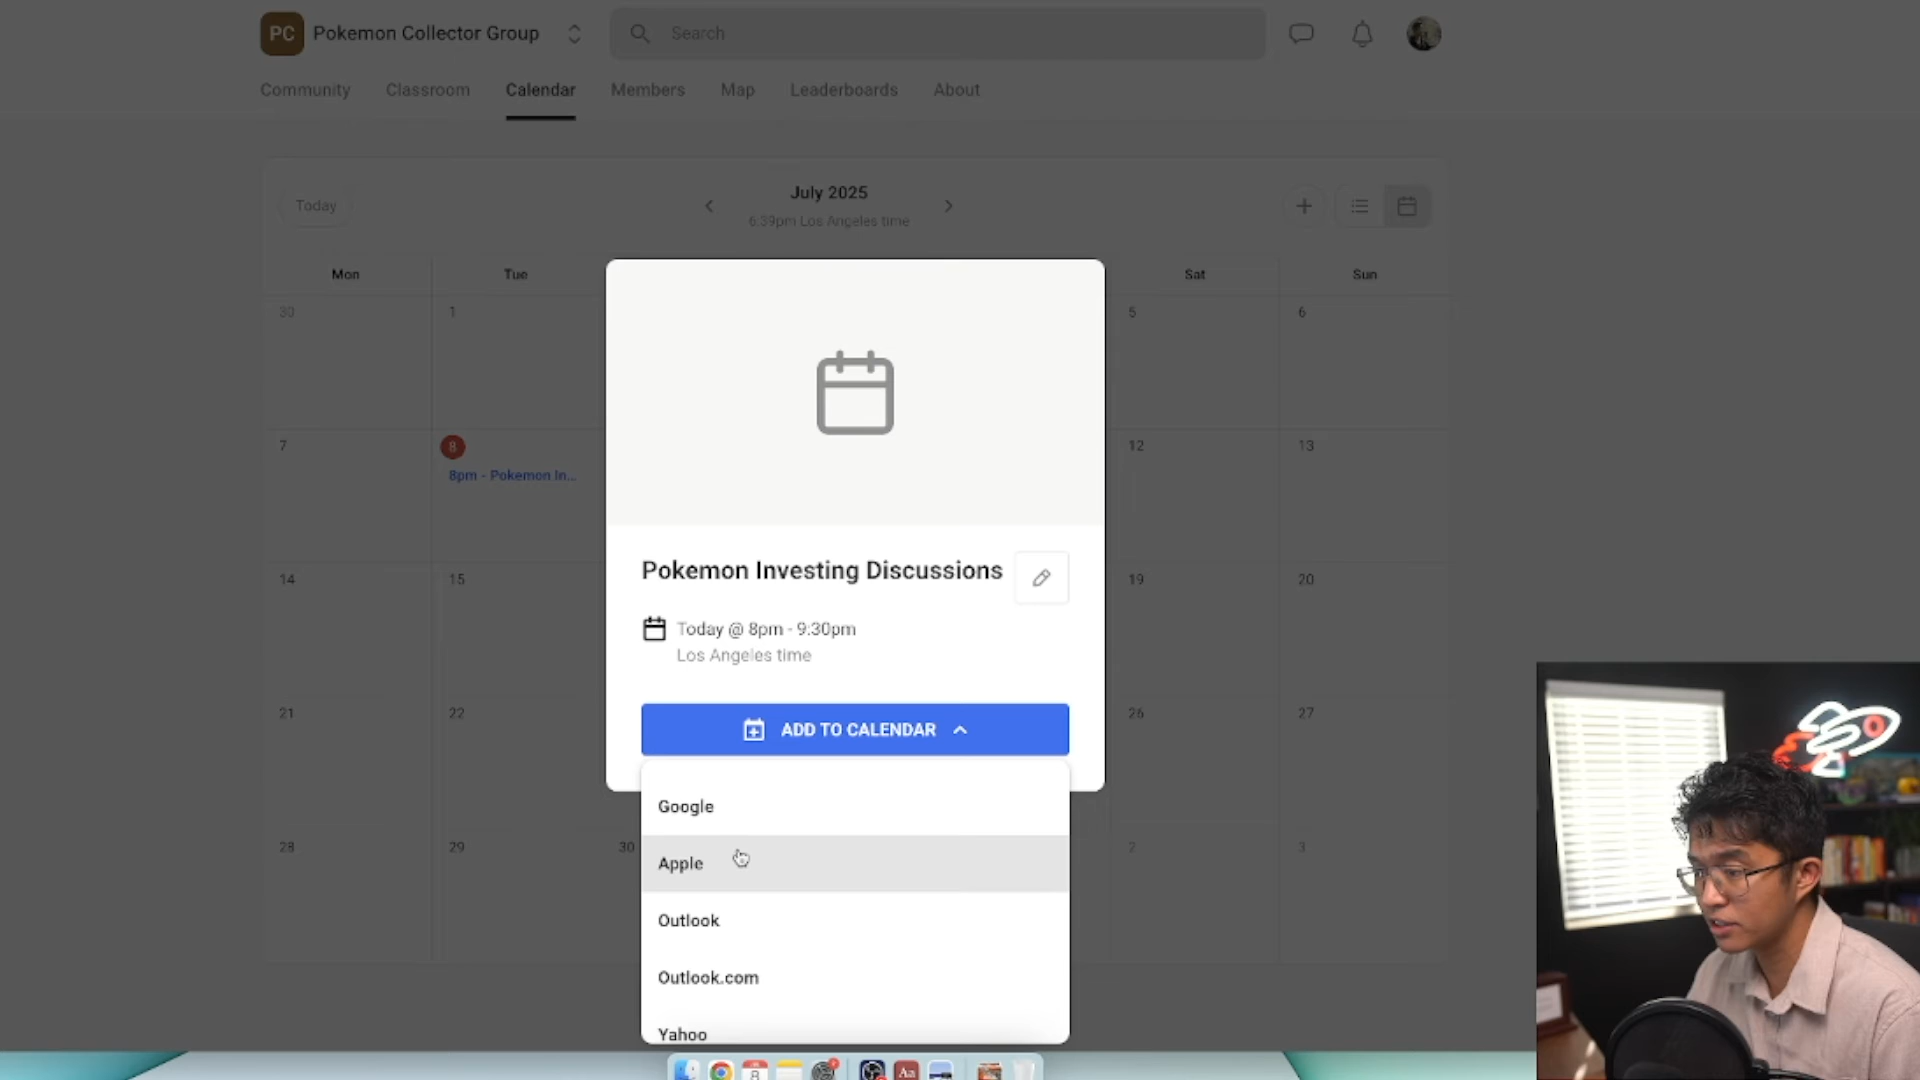 PC Pokemon Collector Group
Search
Community Classroom Calendar Members Map Leaderboards About
Today
July 2025
6:39pm Los Angeles time
Mon Tue Sat Sun
30 1 5 6
7 8 12 13
8pm - Pokemon In...
14 15 19 20
21 22 26 27
28 29 30 2 3
Pokemon Investing Discussions
Today @ 8pm - 9:30pm
Los Angeles time
ADD TO CALENDAR
Google
Apple
Outlook
Outlook.com
Yahoo
8 Aa